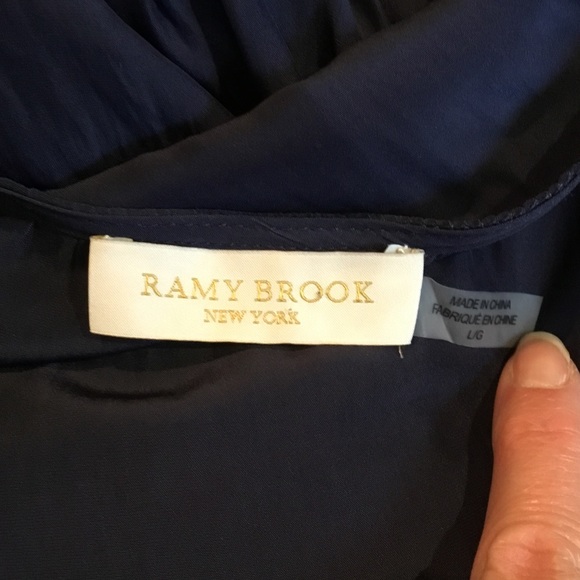 RAMY BROOK
NEW YORK
MADE IN CHINA
FABRIQUÉ EN CHINE
L/G